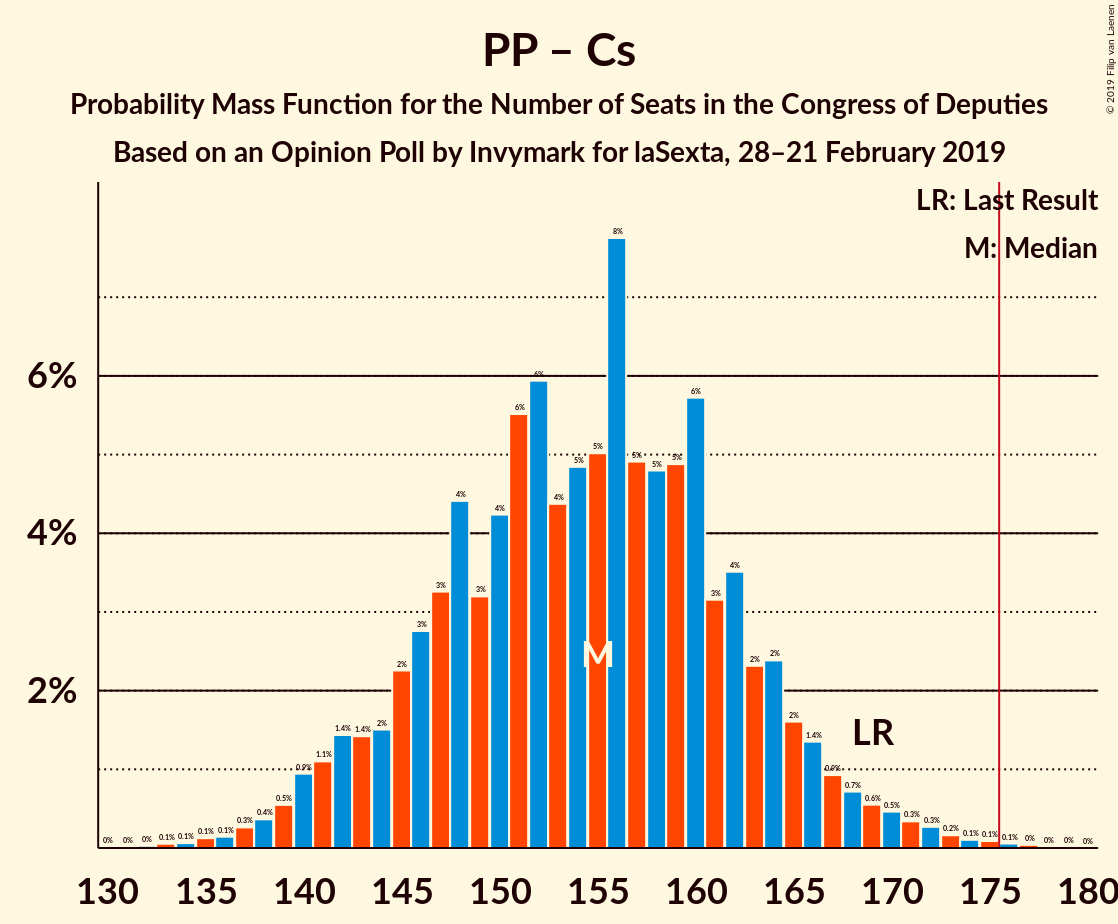 PP – Cs
Probability Mass Function for the Number of Seats in the Congress of Deputies
Based on an Opinion Poll by Invymark for laSexta, 28–21 February 2019
© 2019 Filip van Laenen
LR: Last Result
M: Median
6%
4%
2%
0% 0% 0% 0.1% 0.1% 0.1% 0.1% 0.3% 0.4% 0.5% 0.9% 1.1% 1.4% 1.4% 2% 2% 3% 3% 4% 3% 4% 6% 6% 4% 5% 5% 8% 5% 5% 5% 6% 3% 4% 2% 2% 2% 1.4% 0.9% 0.7% 0.6% 0.5% 0.3% 0.3% 0.2% 0.1% 0.1% 0.1% 0% 0% 0% 0%
M
LR
130 135 140 145 150 155 160 165 170 175 180